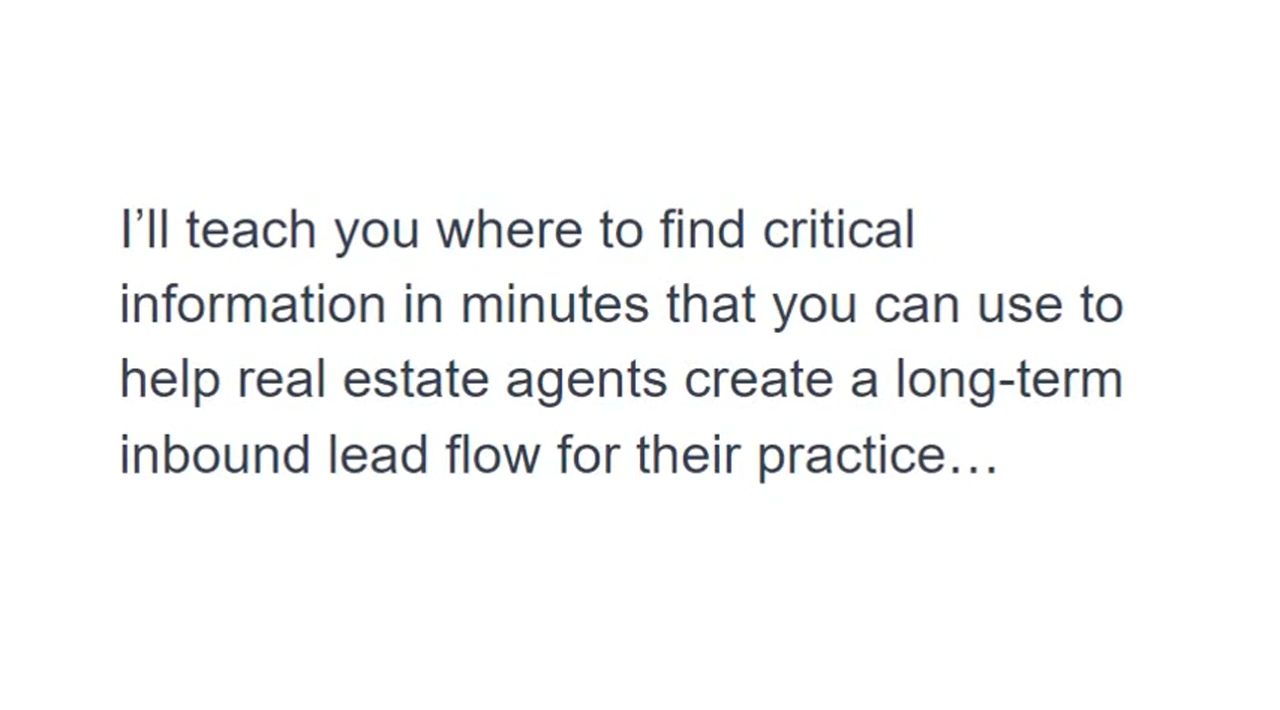 I’ll teach you where to find critical
information in minutes that you can use to
help real estate agents create a long-term
inbound lead flow for their practice…